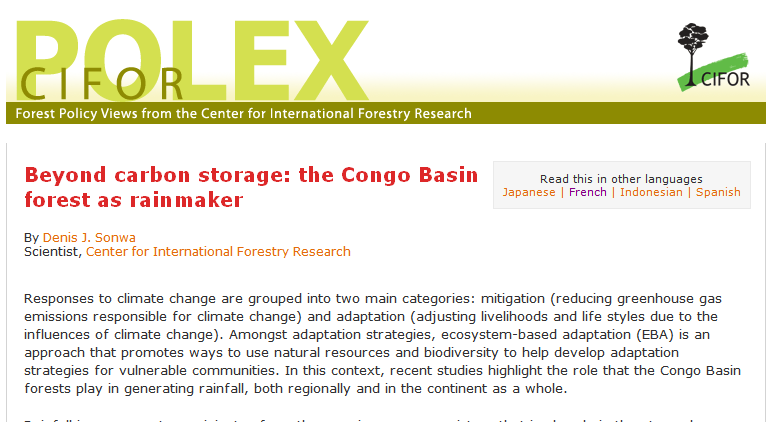 POLEX
CIFOR
CIFOR
Forest Policy Views from the Center for International Forestry Research
Beyond carbon storage: the Congo Basin
forest as rainmaker
Read this in other languages
Japanese | French | Indonesian | Spanish
By Denis J. Sonwa
Scientist, Center for International Forestry Research
Responses to climate change are grouped into two main categories: mitigation (reducing greenhouse gas
emissions responsible for climate change) and adaptation (adjusting livelihoods and life styles due to the
influences of climate change). Amongst adaptation strategies, ecosystem-based adaptation (EBA) is an
approach that promotes ways to use natural resources and biodiversity to help develop adaptation
strategies for vulnerable communities. In this context, recent studies highlight the role that the Congo Basin
forests play in generating rainfall, both regionally and in the continent as a whole.